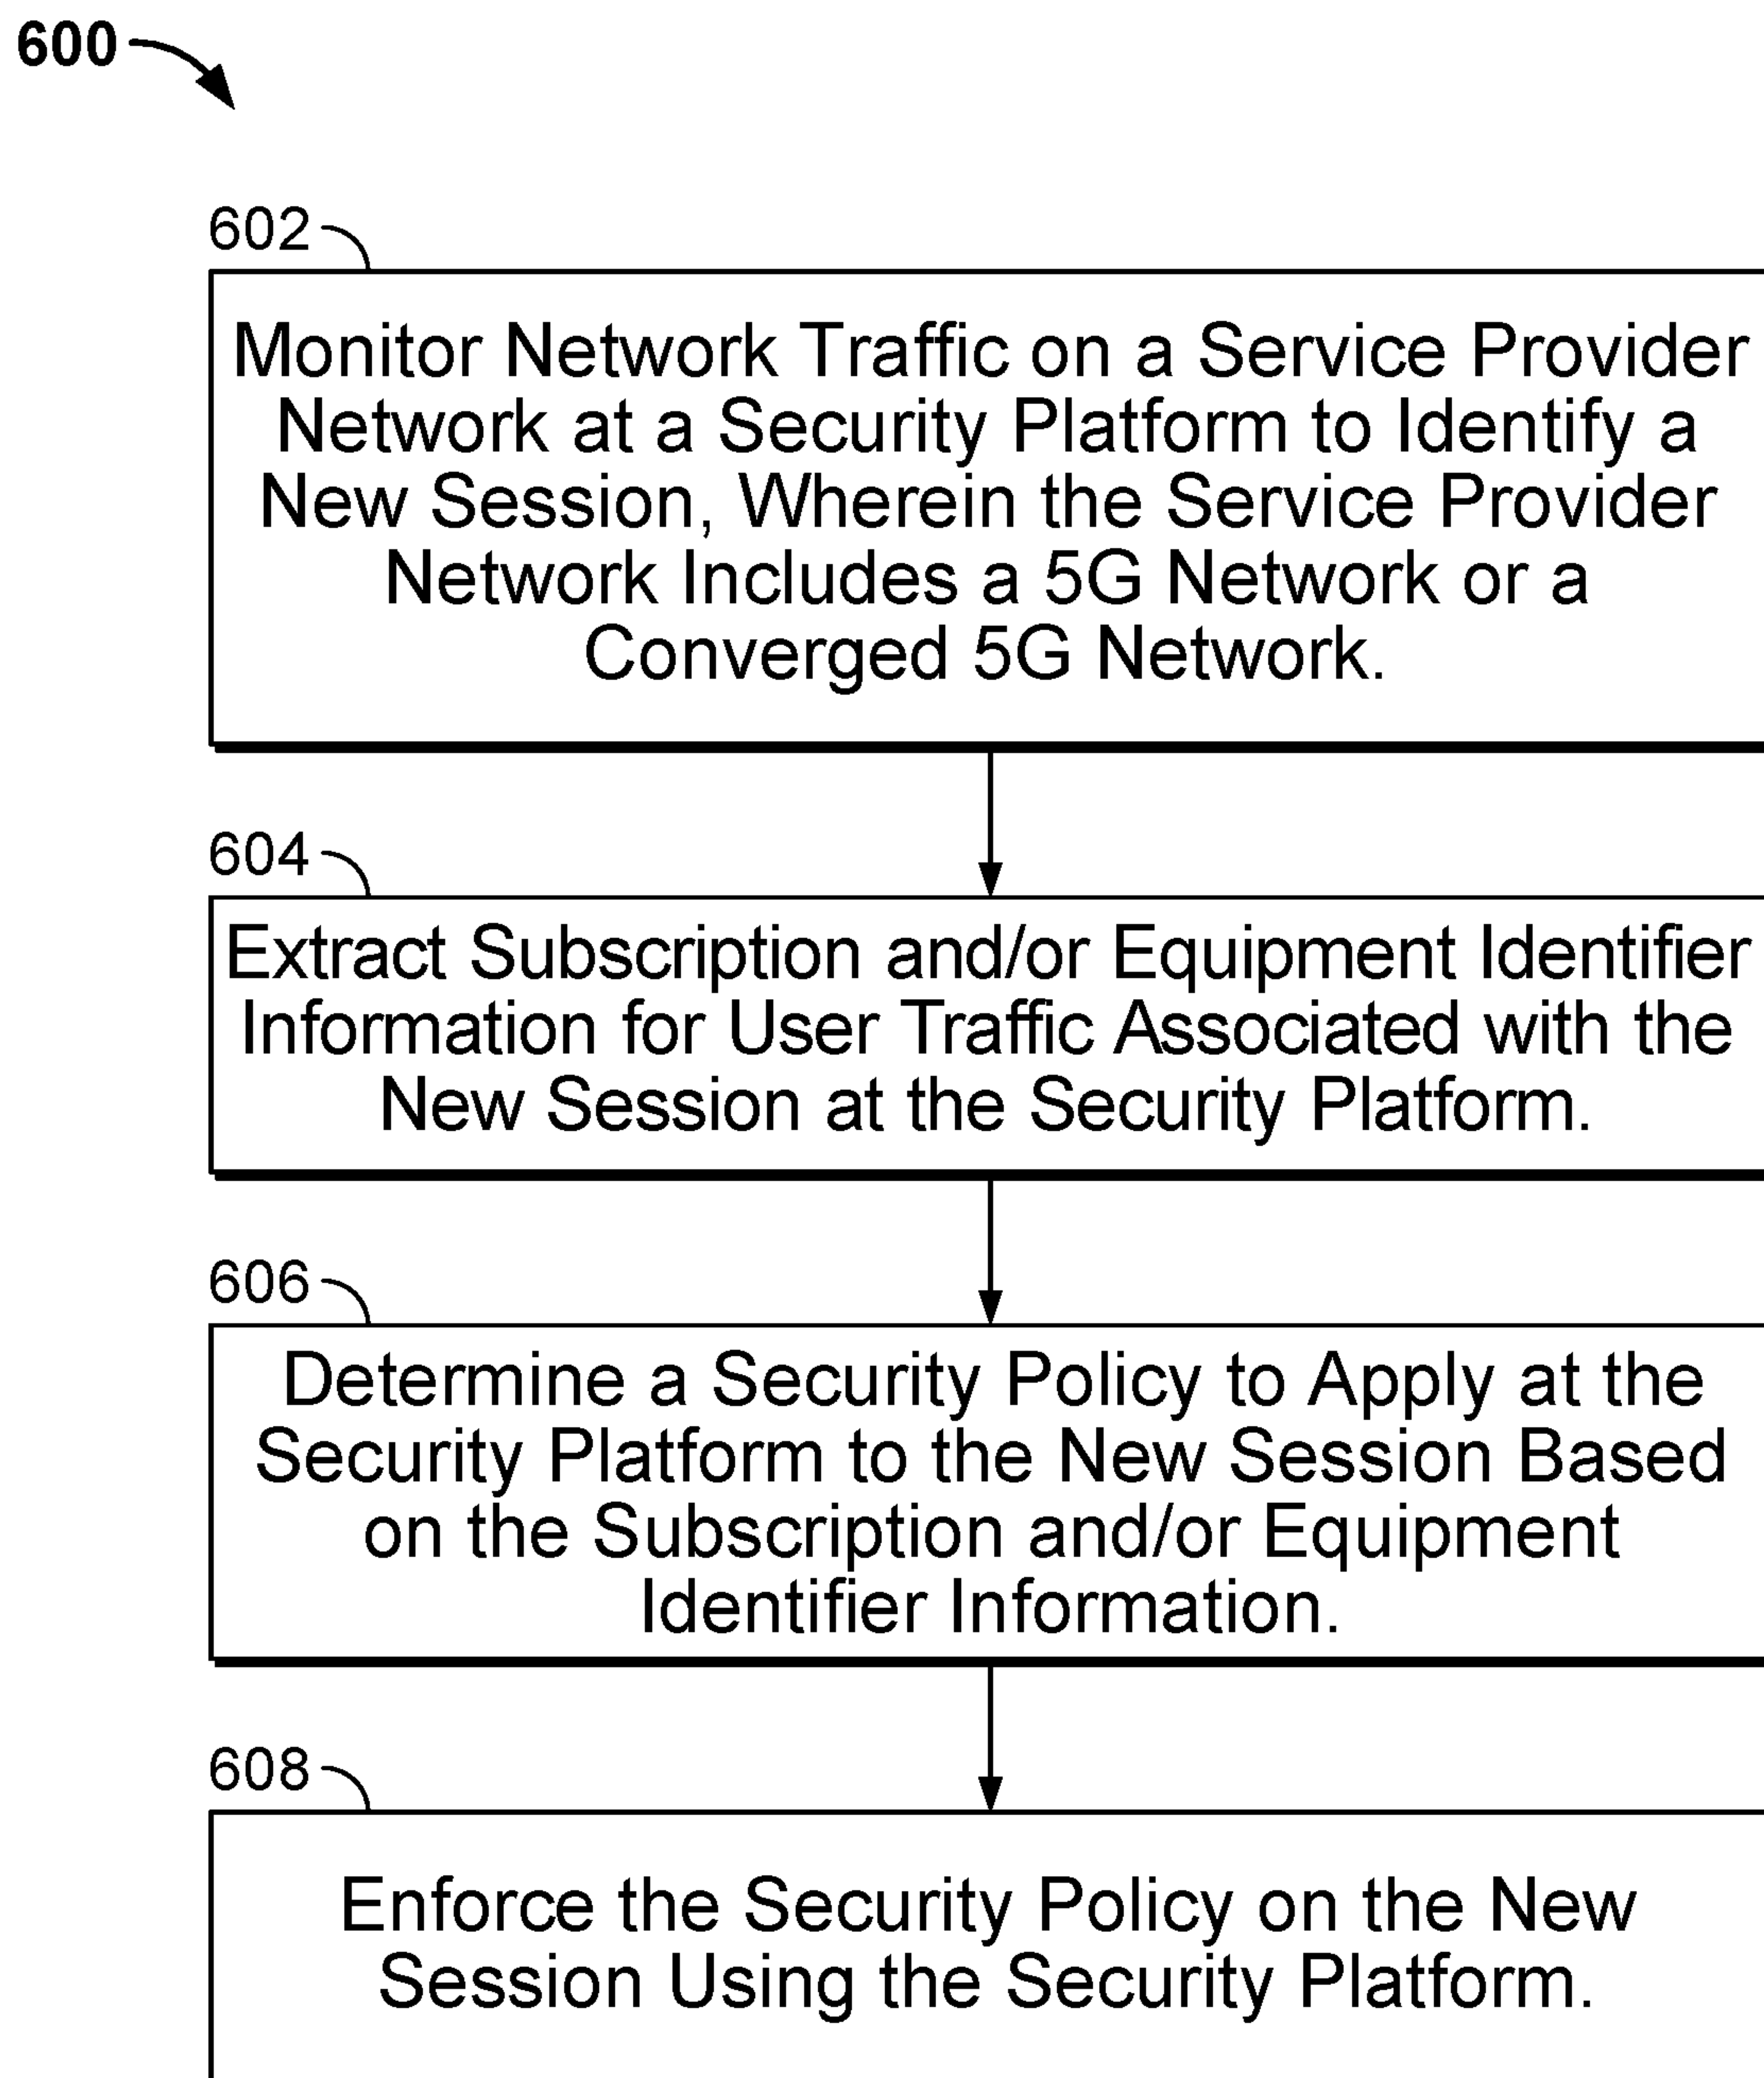 600
602
Monitor Network Traffic on a Service Provider
Network at a Security Platform to Identify a
New Session, Wherein the Service Provider
Network Includes a 5G Network or a
Converged 5G Network.
604
Extract Subscription and/or Equipment Identifier
Information for User Traffic Associated with the
New Session at the Security Platform.
606
Determine a Security Policy to Apply at the
Security Platform to the New Session Based
on the Subscription and/or Equipment
Identifier Information.
608
Enforce the Security Policy on the New
Session Using the Security Platform.